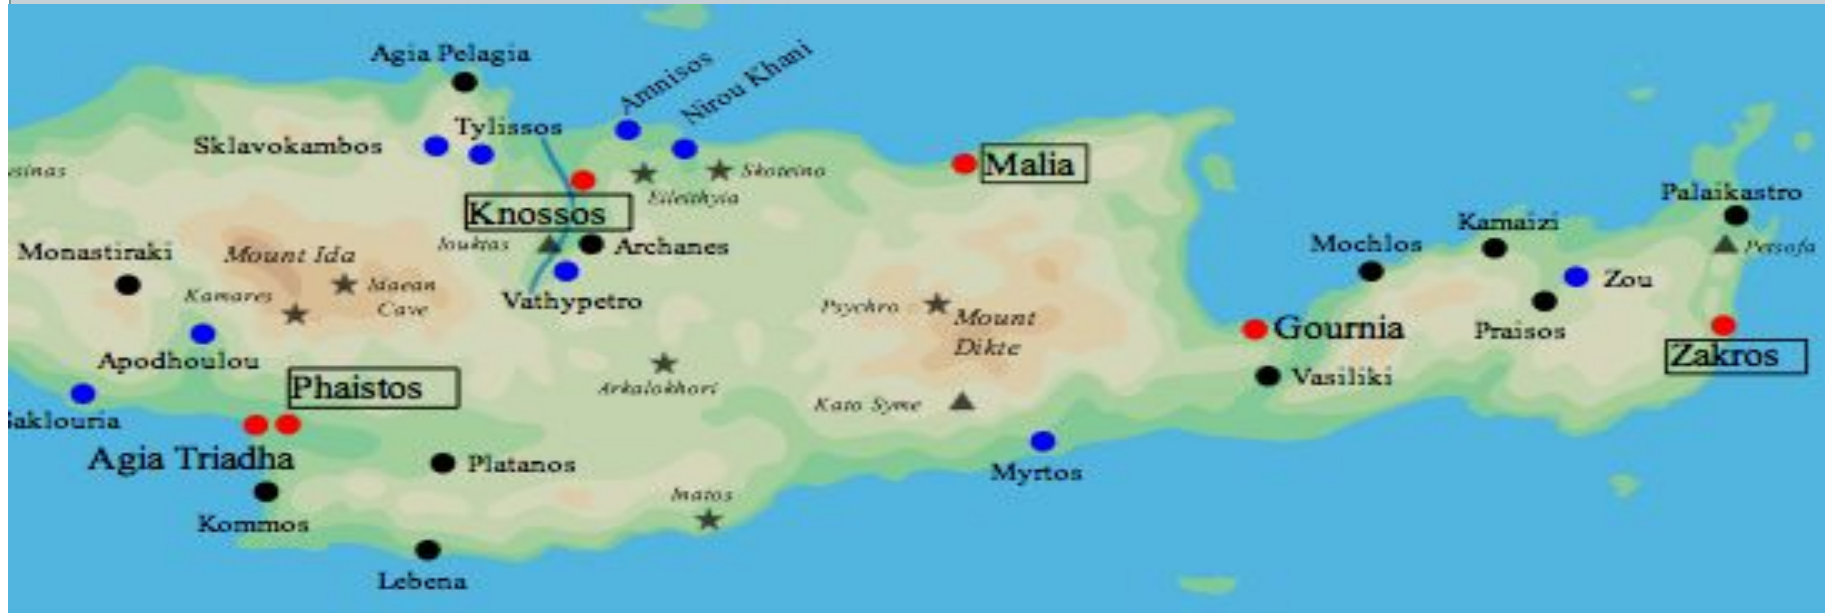 Agia Pelagia
Amnisos
Nirou Khani
Tylissos
Sklavokambos
Malia
Skoteino
Eileithyia
Palaikastro
Knossos
Kamaizi
Iouktas
Archanes
Mochlos
Petsofa
Monastiraki
Mount Ida
Zou
Idaean
Cave
Kamares
Vathypetro
Psychro
Mount
Dikte
Gournia
Praisos
Zakros
Apodhoulou
Phaistos
Arkalokhori
Vasiliki
Kato Syme
Agia Triadha
Platanos
Myrtos
Inatos
Kommos
Lebena